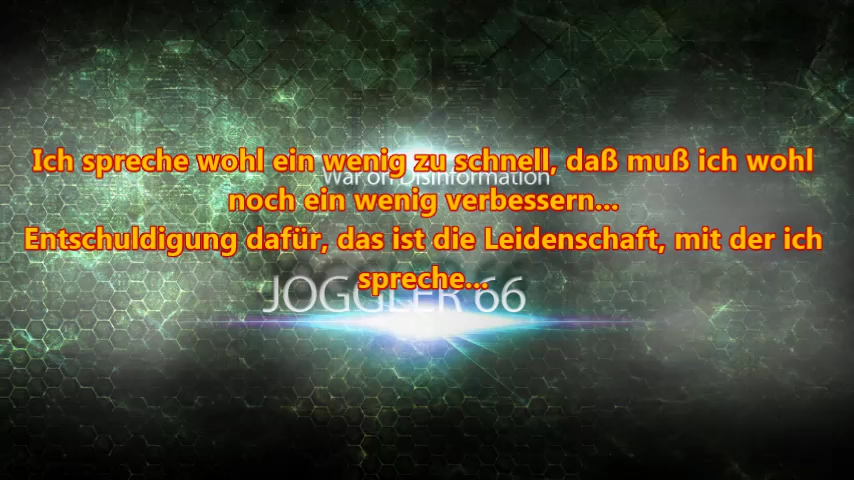 Ich spreche wohl ein wenig zu schnell, daß muß ich wohl
War on Disinformation
noch ein wenig verbessern...
Entschuldigung dafür, das ist die Leidenschaft, mit der ich
spreche...
JOGGLER 66